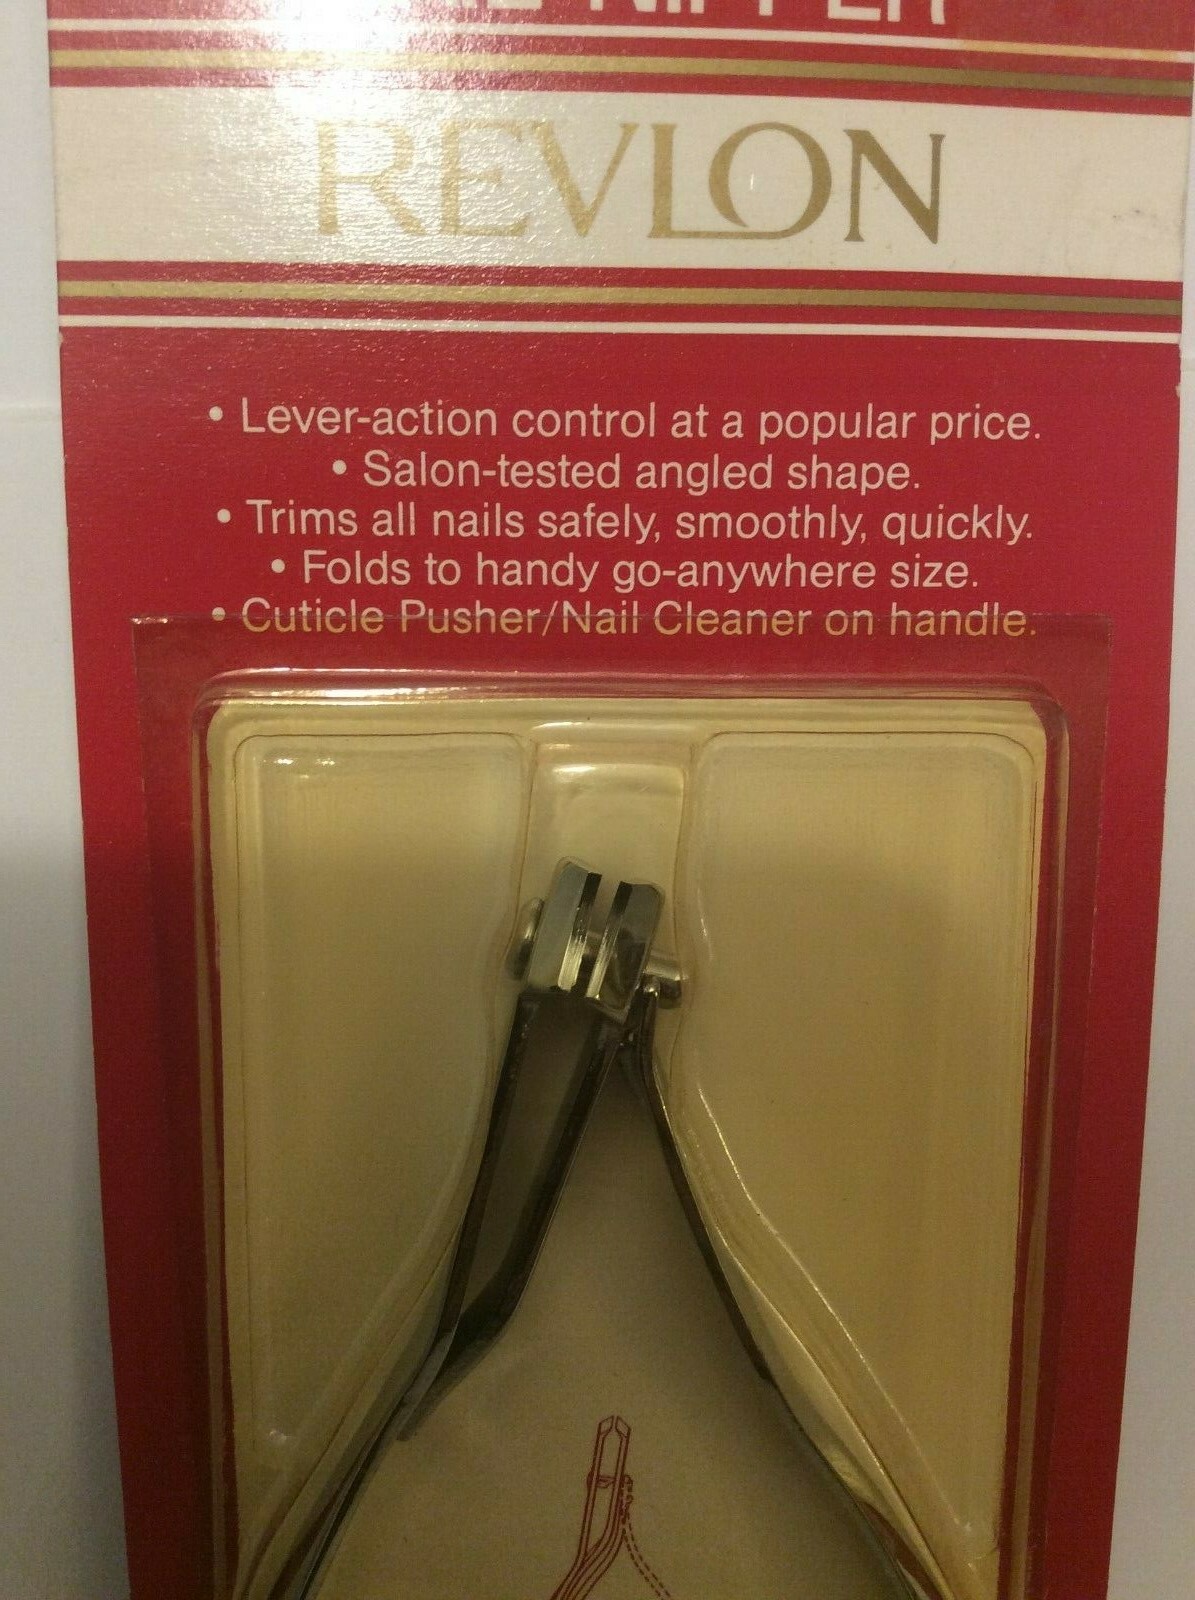 NIPPER
REVLON
• Lever-action control at a popular price.
• Salon-tested angled shape.
• Trims all nails safely, smoothly, quickly.
• Folds to handy go-anywhere size.
• Cuticle Pusher/Nail Cleaner on handle.